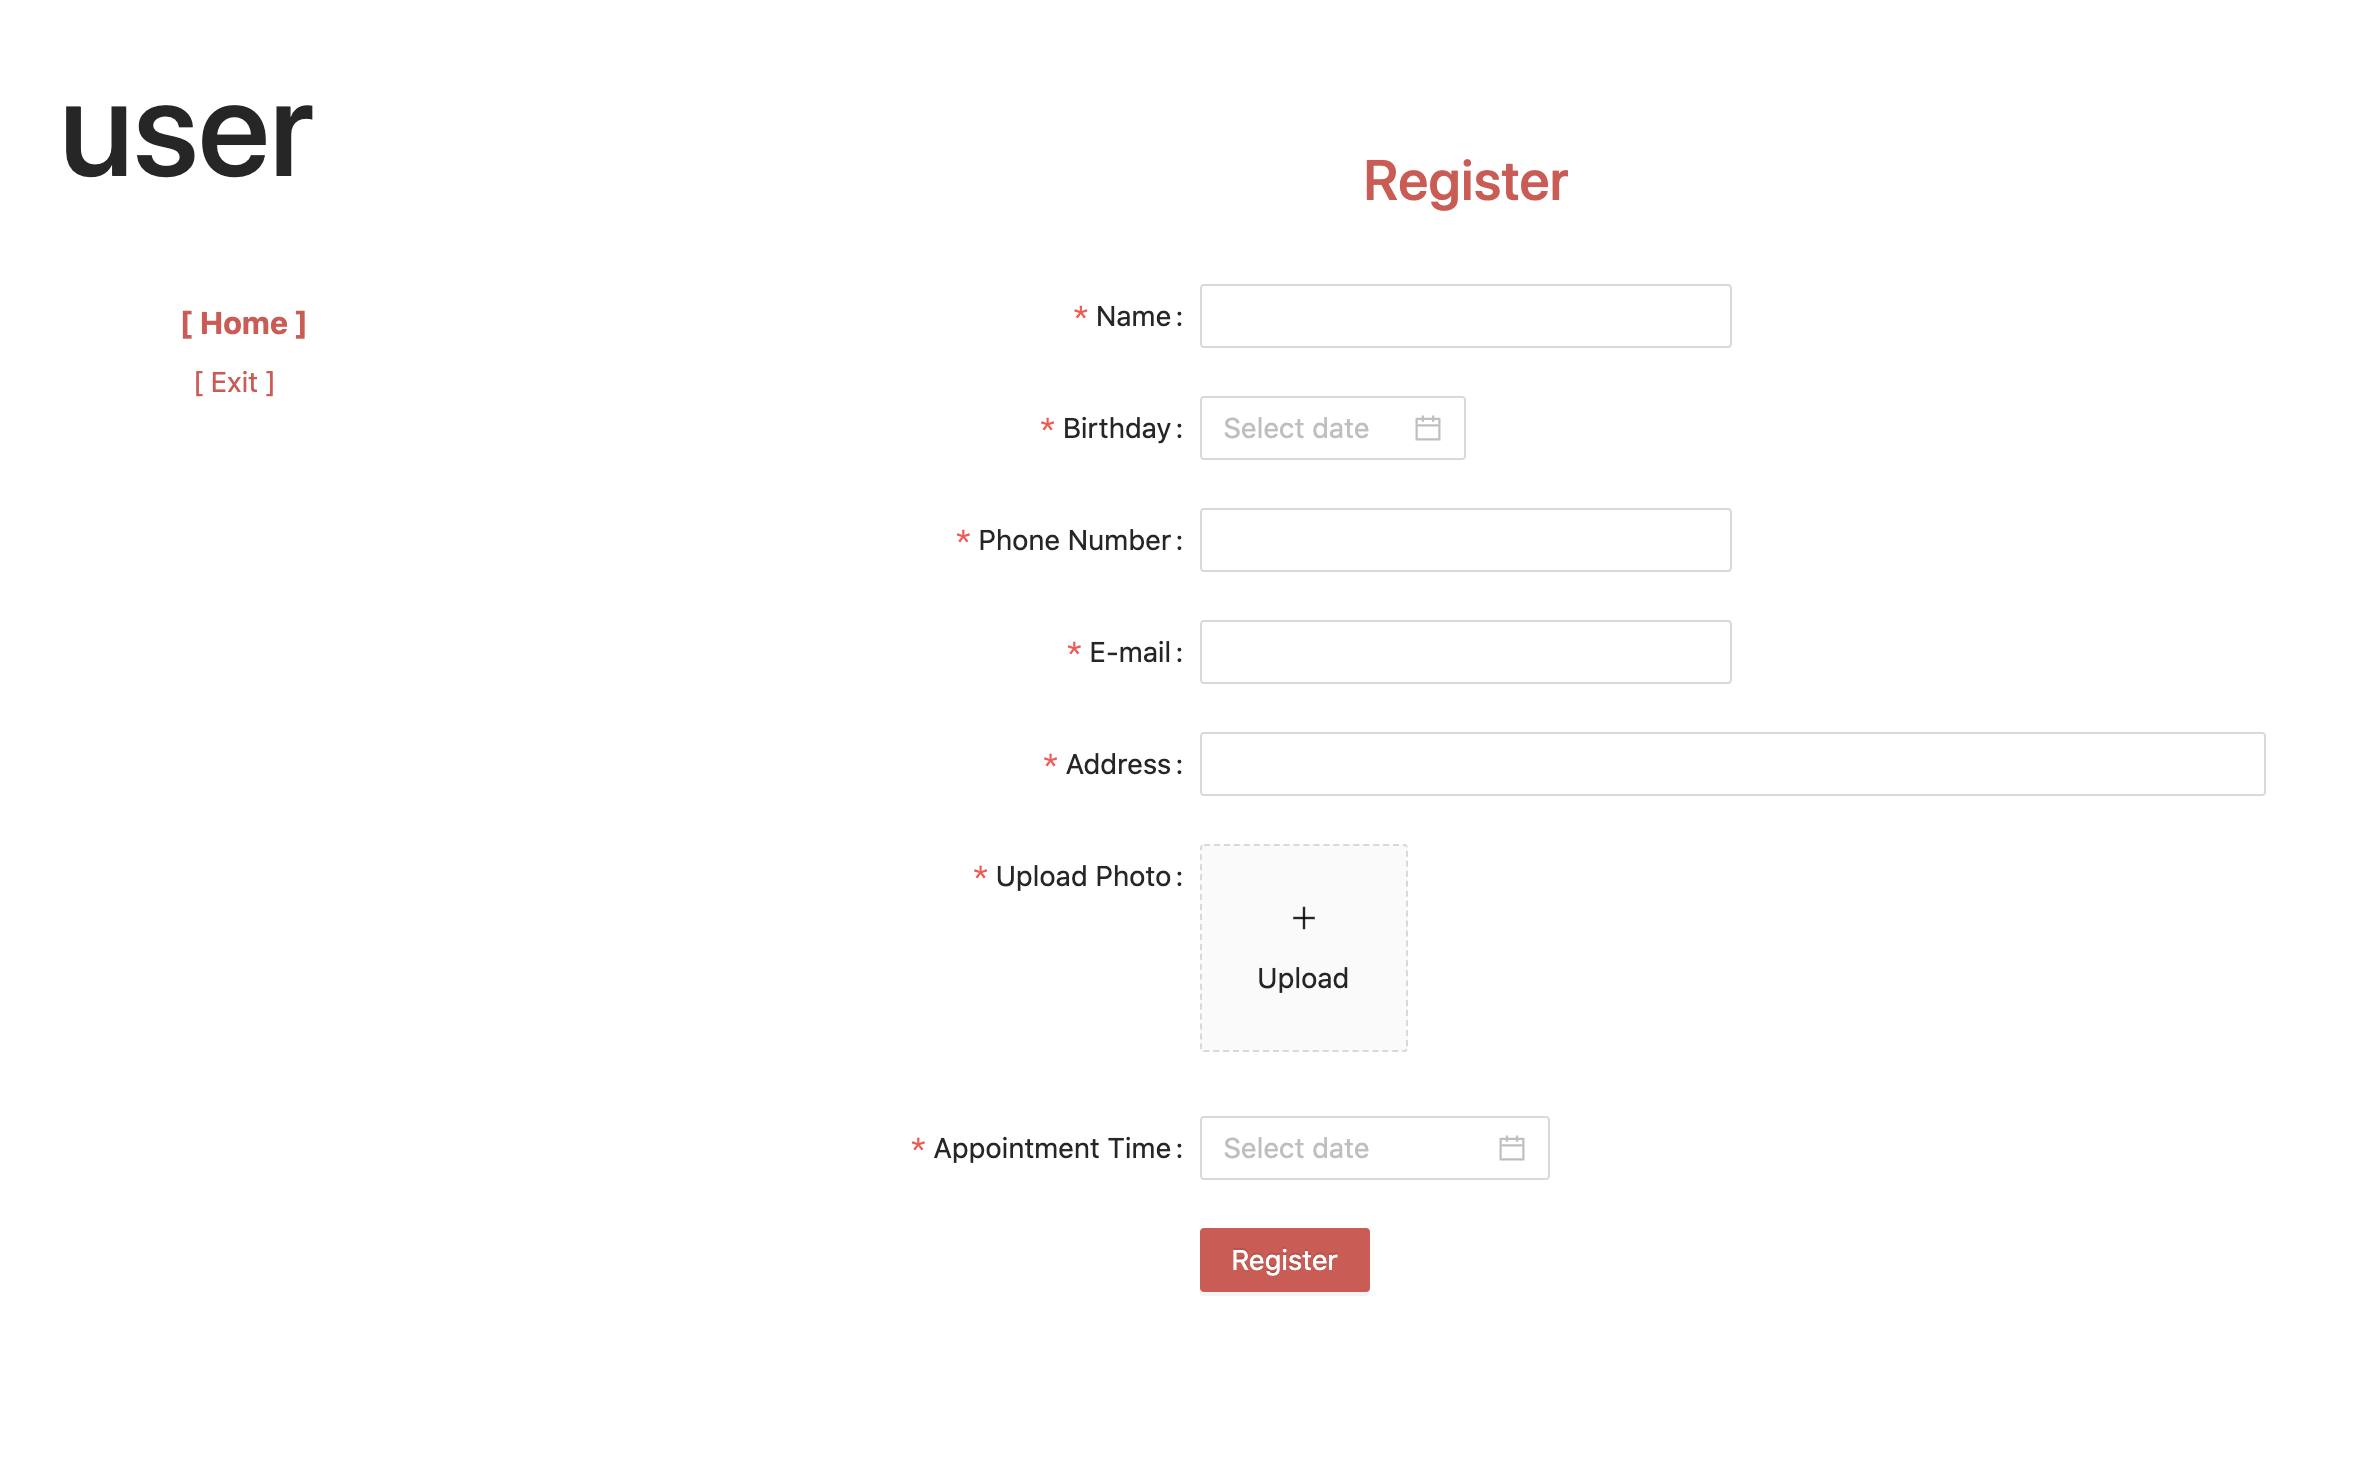 user
[ Home ]
[ Exit ]
Register
* Name:
* Birthday: Select date
* Phone Number:
* E-mail:
* Address:
* Upload Photo:
+
Upload
* Appointment Time: Select date
Register